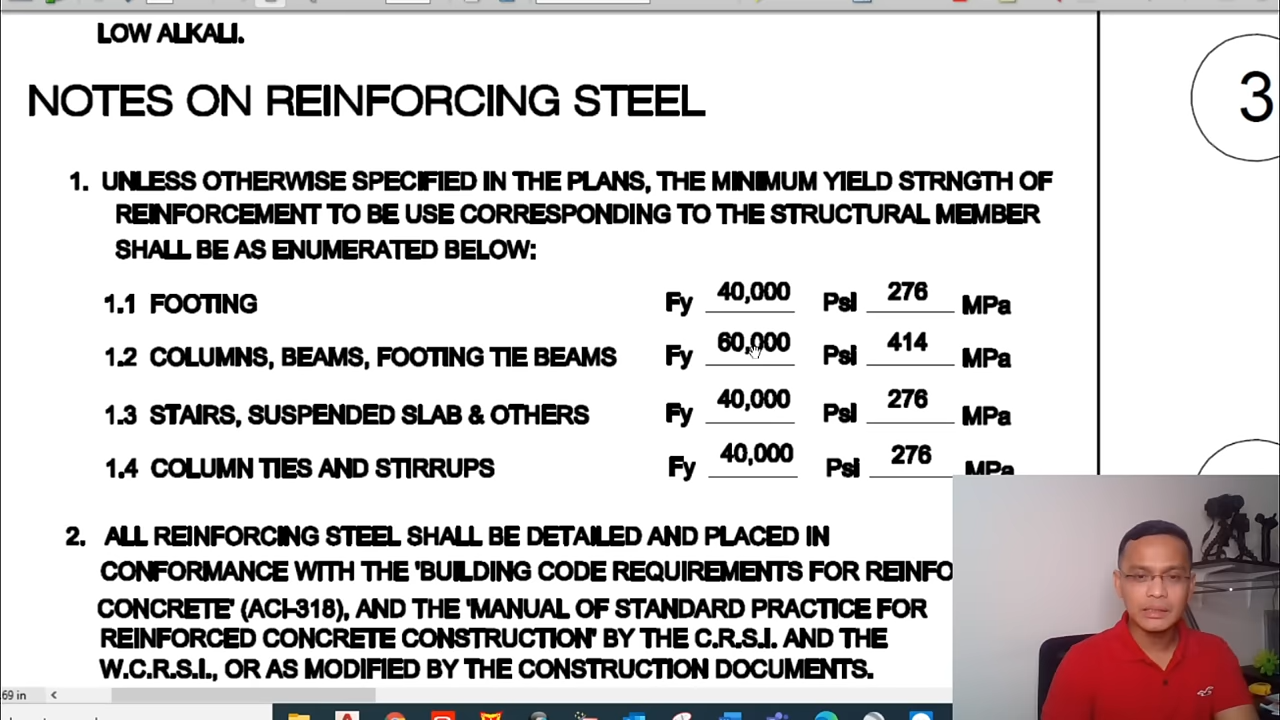 LOW ALKALI.
NOTES ON REINFORCING STEEL
3
1. UNLESS OTHERWISE SPECIFIED IN THE PLANS, THE MINIMUM YIELD STRNGTH OF
REINFORCEMENT TO BE USE CORRESPONDING TO THE STRUCTURAL MEMBER
SHALL BE AS ENUMERATED BELOW:
1.1 FOOTING Fy 40,000 Psi 276 MPa
1.2 COLUMNS, BEAMS, FOOTING TIE BEAMS Fy 60,000 Psi 414 MPa
1.3 STAIRS, SUSPENDED SLAB & OTHERS Fy 40,000 Psi 276 MPa
1.4 COLUMN TIES AND STIRRUPS Fy 40,000 Psi 276 MPa
2. ALL REINFORCING STEEL SHALL BE DETAILED AND PLACED IN
CONFORMANCE WITH THE 'BUILDING CODE REQUIREMENTS FOR REINFO
CONCRETE' (ACI-318), AND THE 'MANUAL OF STANDARD PRACTICE FOR
REINFORCED CONCRETE CONSTRUCTION' BY THE C.R.S.I. AND THE
W.C.R.S.I., OR AS MODIFIED BY THE CONSTRUCTION DOCUMENTS.
.69 in